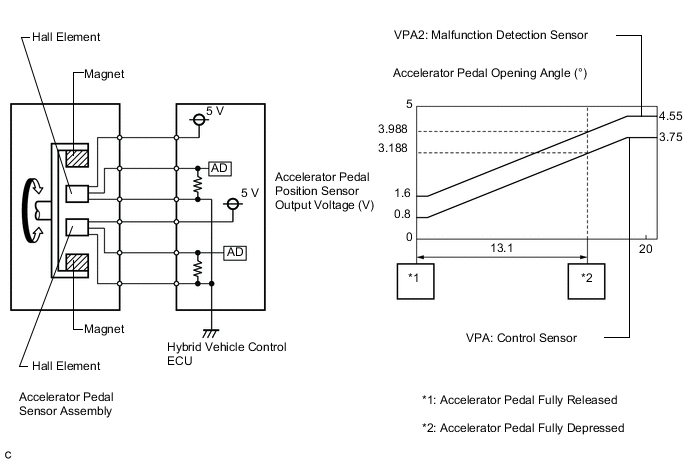 Hall Element
Magnet
5 V
AD
5 V
AD
Magnet
Hall Element
Hybrid Vehicle Control
ECU
Accelerator Pedal
Sensor Assembly
VPA2: Malfunction Detection Sensor
Accelerator Pedal Opening Angle (°)
Accelerator Pedal
Position Sensor
Output Voltage (V)
5
3.988
3.188
1.6
0.8
0
4.55
3.75
13.1
20
*1
*2
VPA: Control Sensor
*1: Accelerator Pedal Fully Released
*2: Accelerator Pedal Fully Depressed
c